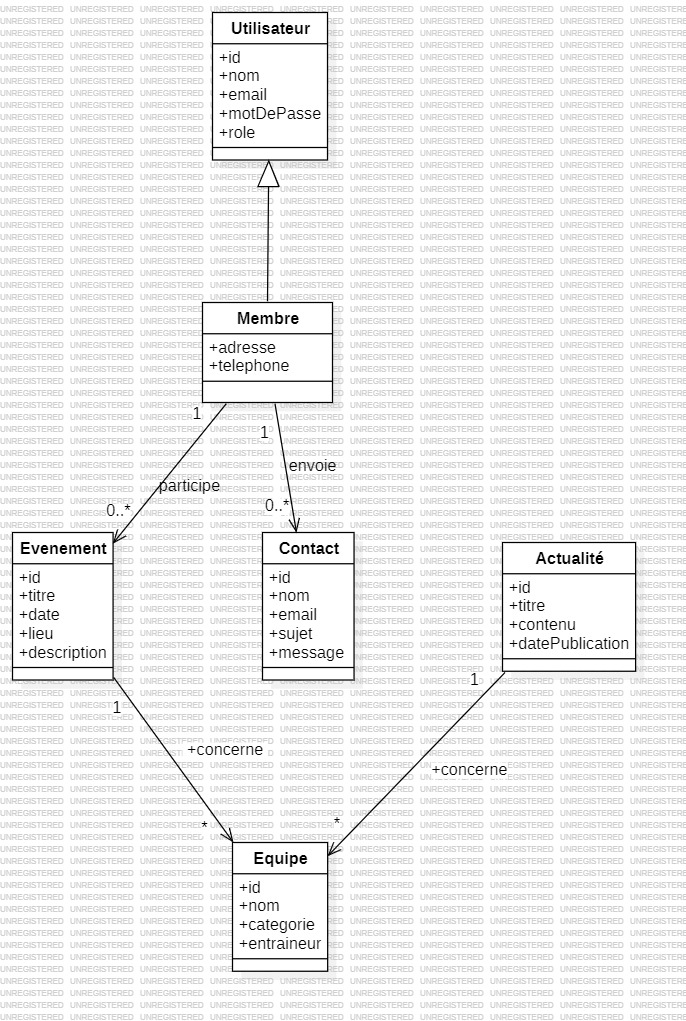 Utilisateur
+id
+nom
+email
+motDePasse
+role
Membre
+adresse
+telephone
1
1
participe
envoie
0..*
0..*
Evenement
+id
+titre
+date
+lieu
+description
Contact
+id
+nom
+email
+sujet
+message
Actualité
+id
+titre
+contenu
+datePublication
1
1
+concerne
+concerne
*
*
Equipe
+id
+nom
+categorie
+entraineur
UNREGISTERED